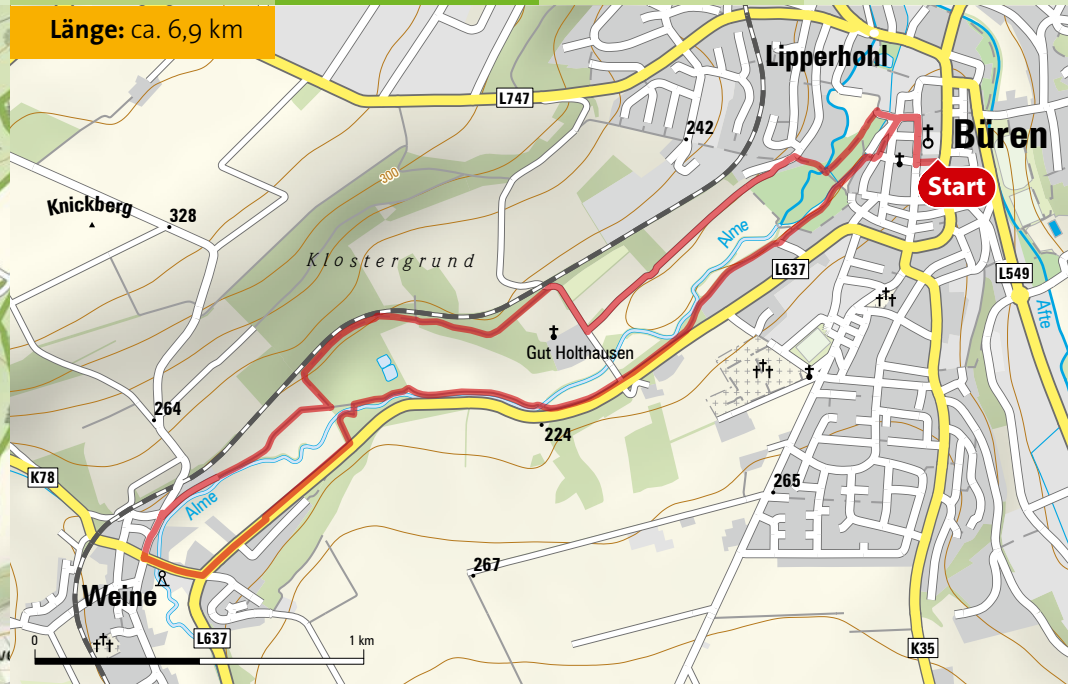 Länge: ca. 6,9 km
Lipperhohl
L747
242
Büren
Start
300
Knickberg
328
Klostergrund
Alme
L637
L549
Afte
Gut Holthausen
264
224
K78
265
Alme
267
Weine
L637
K35
0
1 km